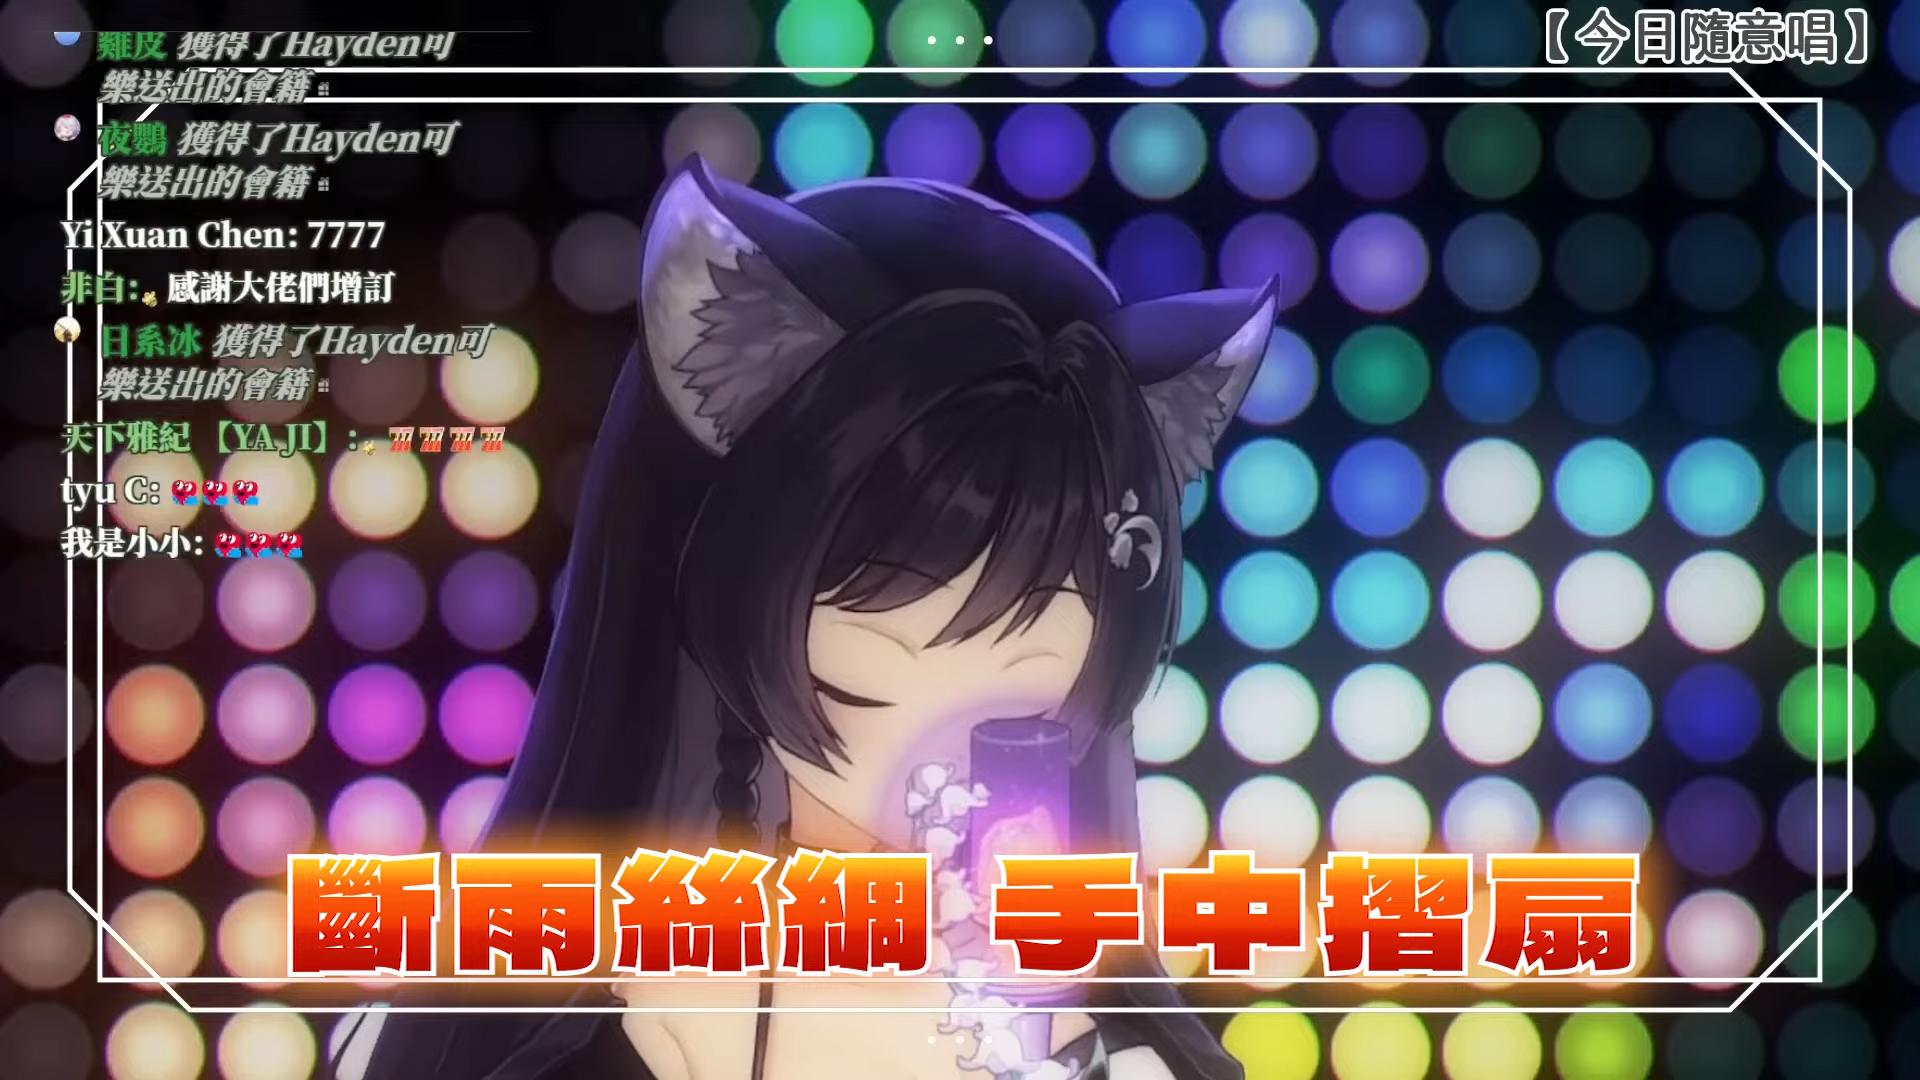 【今日隨意唱】
雞皮 獲得了Hayden可
樂送出的會籍
夜鸚 獲得了Hayden可
樂送出的會籍
Yi Xuan Chen: 7777
非白: 感謝大佬們增訂
日系冰 獲得了Hayden可
樂送出的會籍
天下雅紀 【YA JI】:
tyu C:
我是小小:
斷雨絲綢 手中摺扇